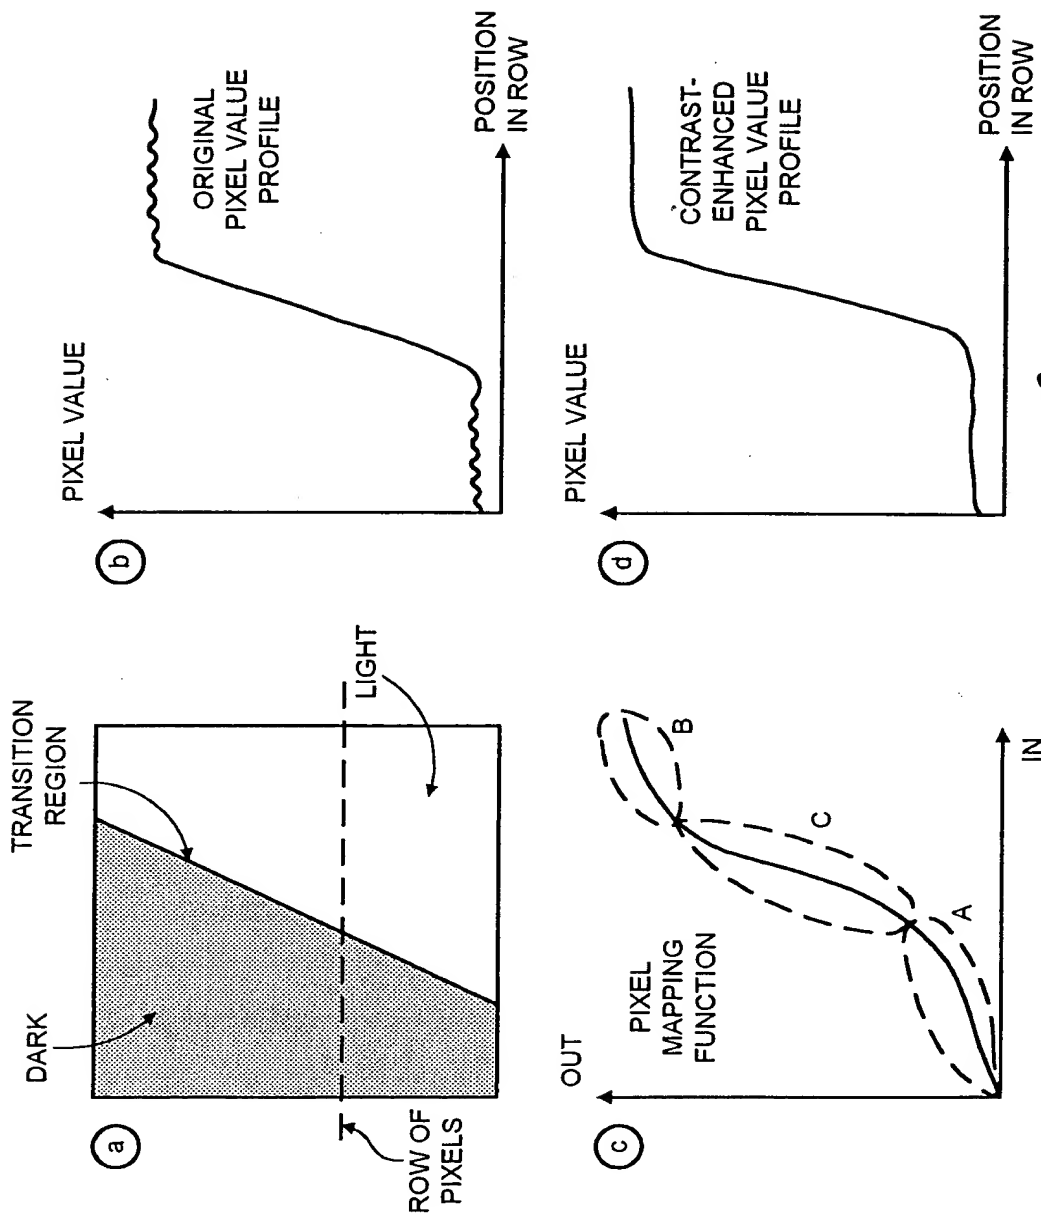 a
DARK
TRANSITION
REGION
LIGHT
ROW OF
PIXELS
b
PIXEL VALUE
ORIGINAL
PIXEL VALUE
PROFILE
POSITION
IN ROW
c
OUT
PIXEL
MAPPING
FUNCTION
A
C
B
IN
d
PIXEL VALUE
CONTRAST-
ENHANCED
PIXEL VALUE
PROFILE
POSITION
IN ROW